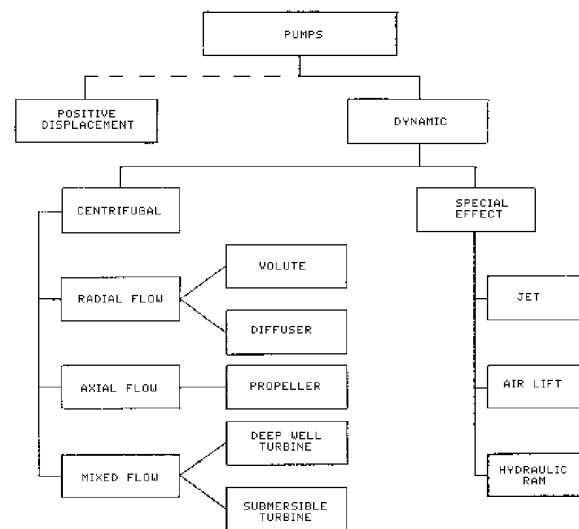 PUMPS
POSITIVE
DISPLACEMENT
DYNAMIC
CENTRIFUGAL
SPECIAL
EFFECT
VOLUTE
RADIAL FLOW
JET
DIFFUSER
AXIAL FLOW
PROPELLER
AIR LIFT
DEEP WELL
TURBINE
MIXED FLOW
HYDRAULIC
RAM
SUBMERSIBLE
TURBINE